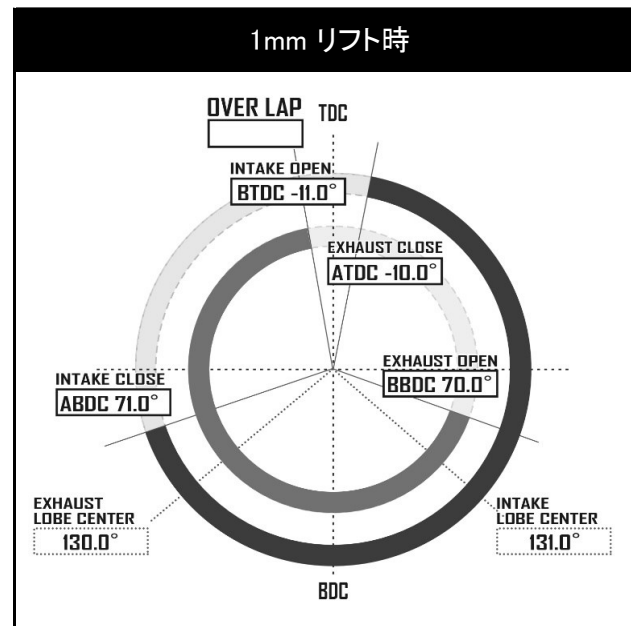 1mm リフト時
OVER LAP
TDC
INTAKE OPEN
BTDC -11.0°
EXHAUST CLOSE
ATDC -10.0°
EXHAUST OPEN
BBDC 70.0°
INTAKE CLOSE
ABDC 71.0°
EXHAUST
LOBE CENTER
130.0°
INTAKE
LOBE CENTER
131.0°
BDC